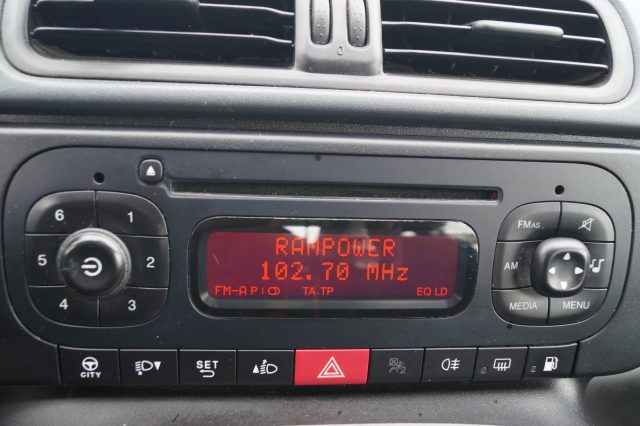 6 1
FMAS
RAMPOWER
5 2
102.70 MHz
AM
FM-A P1 TA.TP EQ LD
4 3
MEDIA MENU
CITY
SET